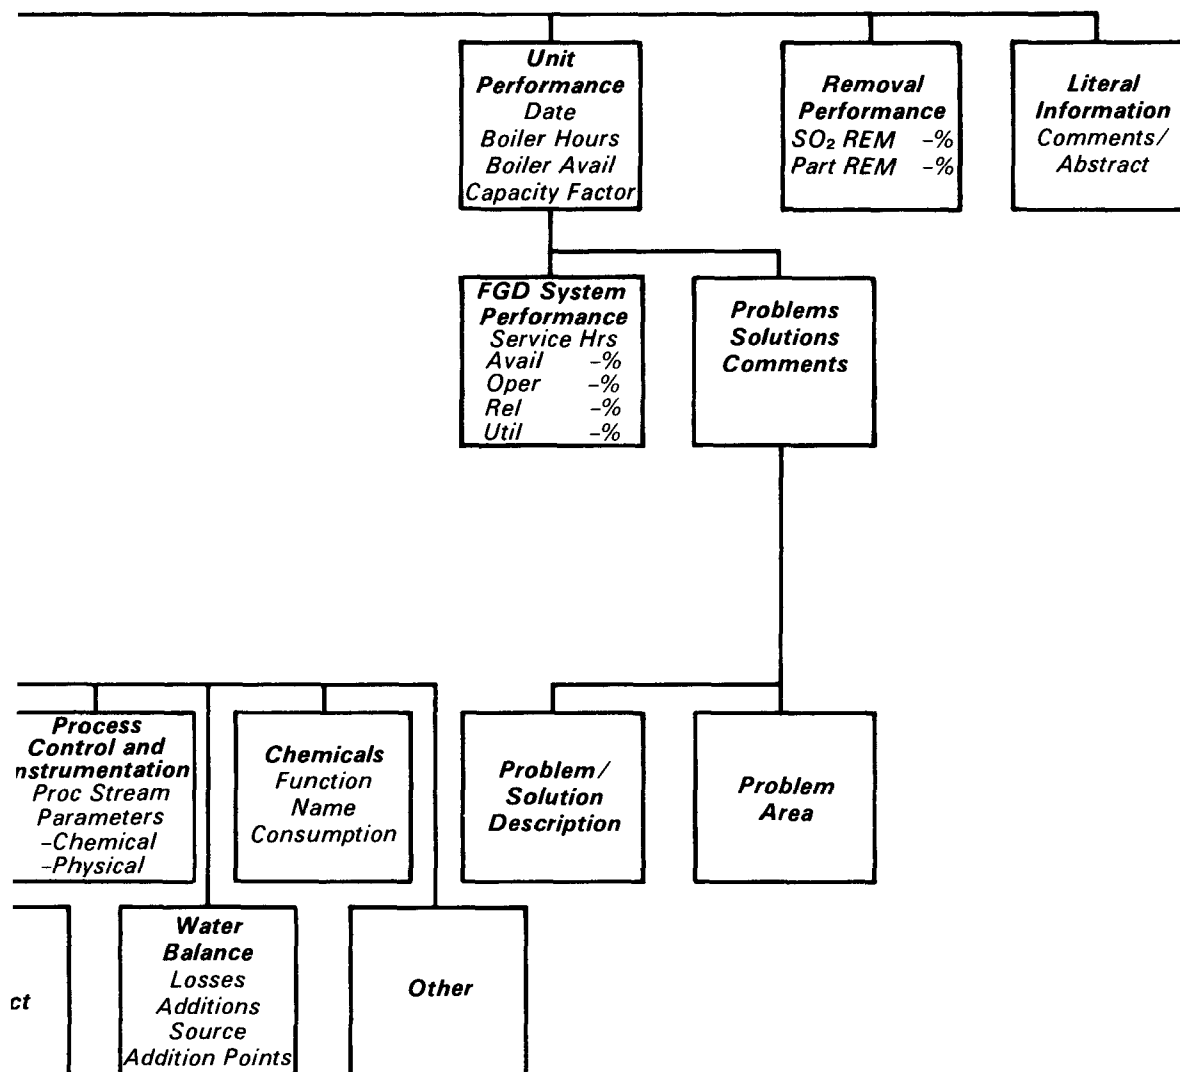 Unit
Performance
Date
Boiler Hours
Boiler Avail
Capacity Factor
Removal
Performance
SO₂ REM -%
Part REM -%
Literal
Information
Comments/
Abstract
FGD System
Performance
Service Hrs
Avail -%
Oper -%
Rel -%
Util -%
Problems
Solutions
Comments
Process
Control and
nstrumentation
Proc Stream
Parameters
-Chemical
-Physical
Chemicals
Function
Name
Consumption
Problem/
Solution
Description
Problem
Area
ct
Water
Balance
Losses
Additions
Source
Addition Points
Other